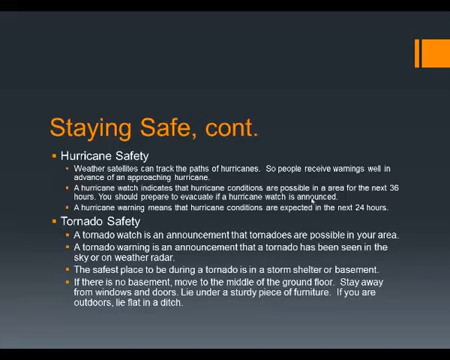 Staying Safe, cont.
Hurricane Safety
Weather satellites can track the paths of hurricanes. So people receive warnings well in
advance of an approaching hurricane.
A hurricane watch indicates that hurricane conditions are possible in a area for the next 36
hours. You should prepare to evacuate if a hurricane watch is announced.
A hurricane warning means that hurricane conditions are expected in the next 24 hours.
Tornado Safety
A tornado watch is an announcement that tornadoes are possible in your area.
A tornado warning is an announcement that a tornado has been seen in the
sky or on weather radar.
The safest place to be during a tornado is in a storm shelter or basement.
If there is no basement, move to the middle of the ground floor. Stay away
from windows and doors. Lie under a sturdy piece of furniture. If you are
outdoors, lie flat in a ditch.